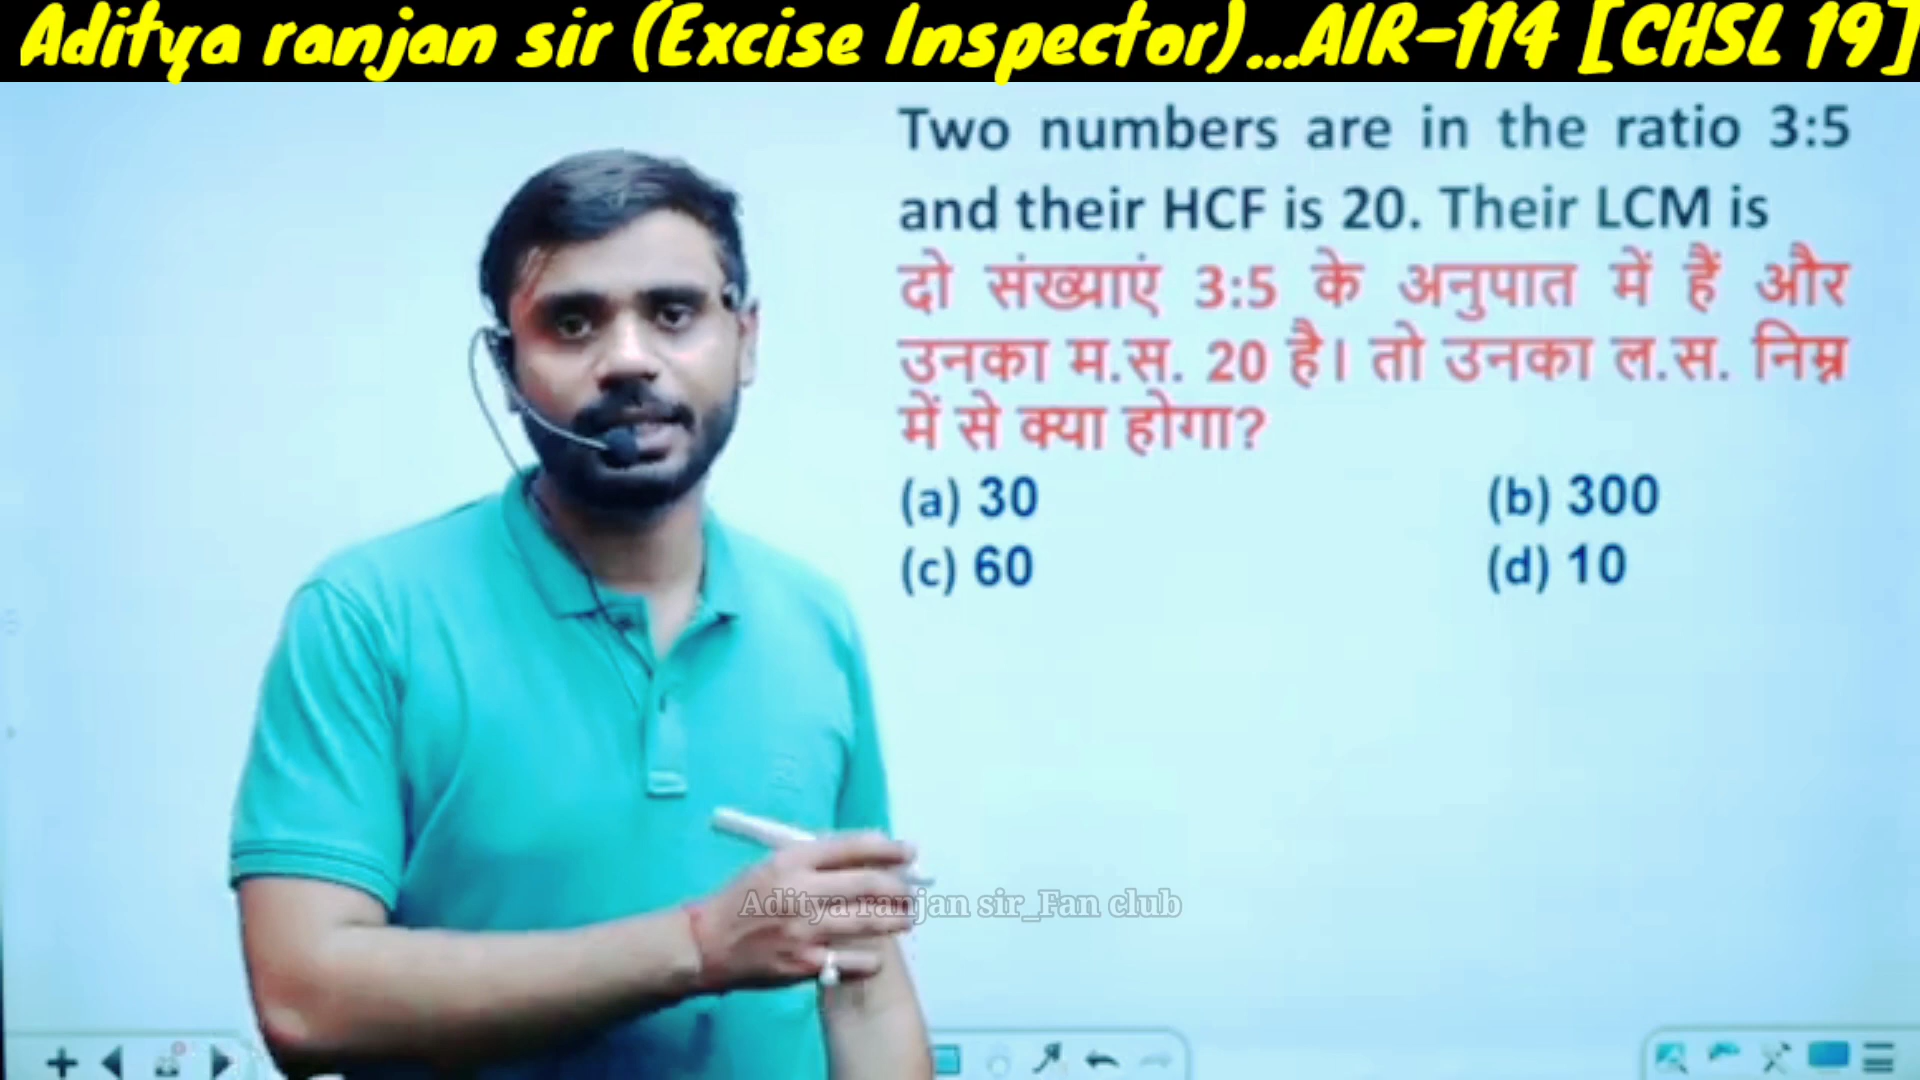 Aditya ranjan sir (Excise Inspector)...AIR-114 [CHSL 19]
Two numbers are in the ratio 3:5
and their HCF is 20. Their LCM is
दो संख्याएं 3:5 के अनुपात में हैं और
उनका म.स. 20 है। तो उनका ल.स. निम्न
में से क्या होगा?
(a) 30 (b) 300
(c) 60 (d) 10
Aditya ranjan sir_Fan club